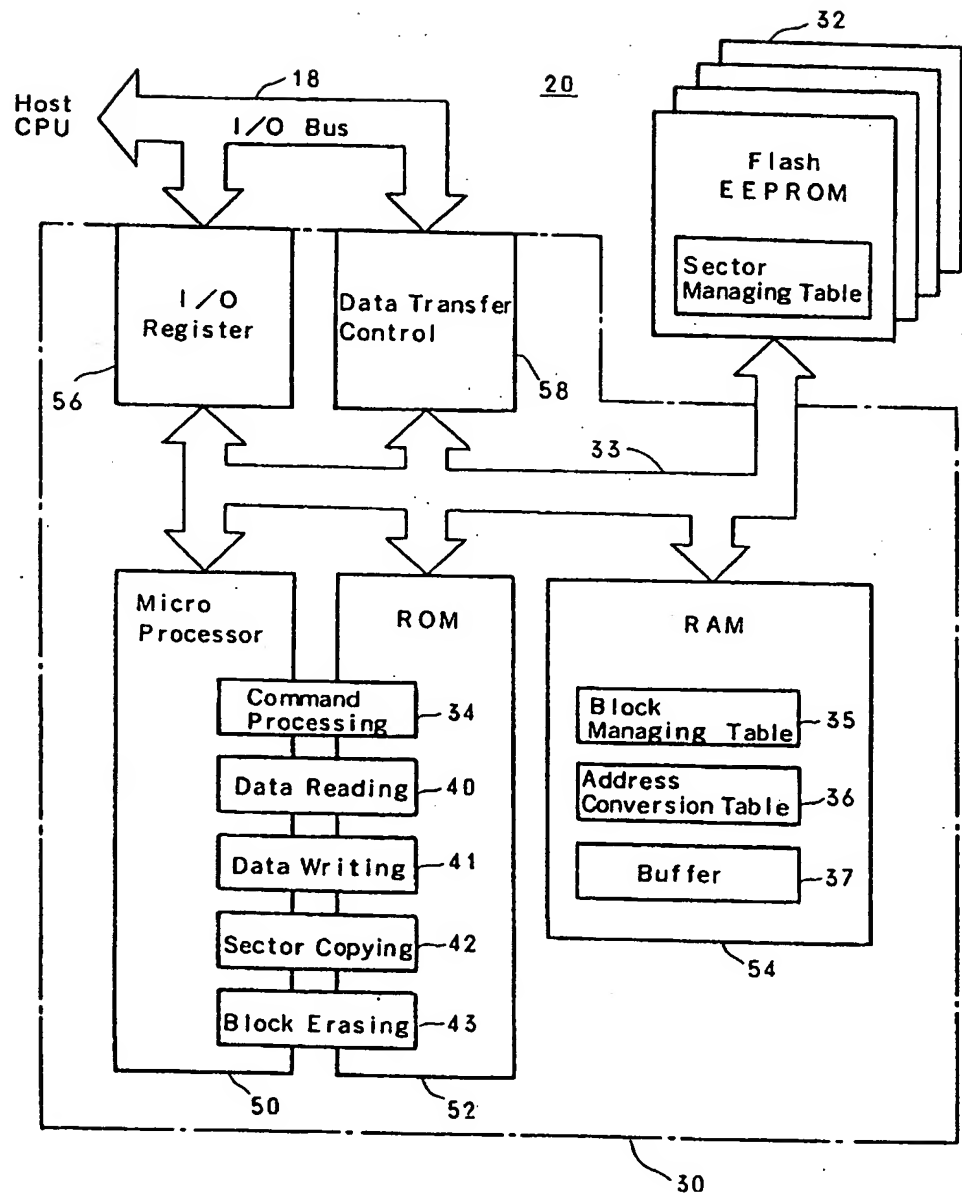 32
18
20
Host
CPU
I/O Bus
Flash
EEPROM
Sector
Managing Table
I/O
Register
Data Transfer
Control
56
58
33
Micro
Processor
ROM
RAM
Command
Processing
34
Block
Managing Table
35
Data Reading
40
Address
Conversion Table
36
Data Writing
41
Buffer
37
Sector Copying
42
54
Block Erasing
43
50
52
30